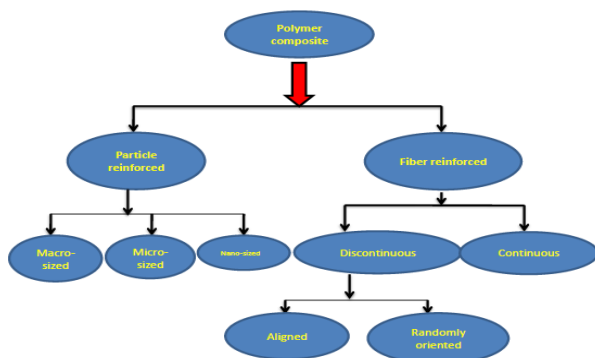 Polymer
composite
Particle
reinforced
Fiber reinforced
Macro-
sized
Micro-
sized
Nano-sized
Discontinuous
Continuous
Aligned
Randomly
oriented